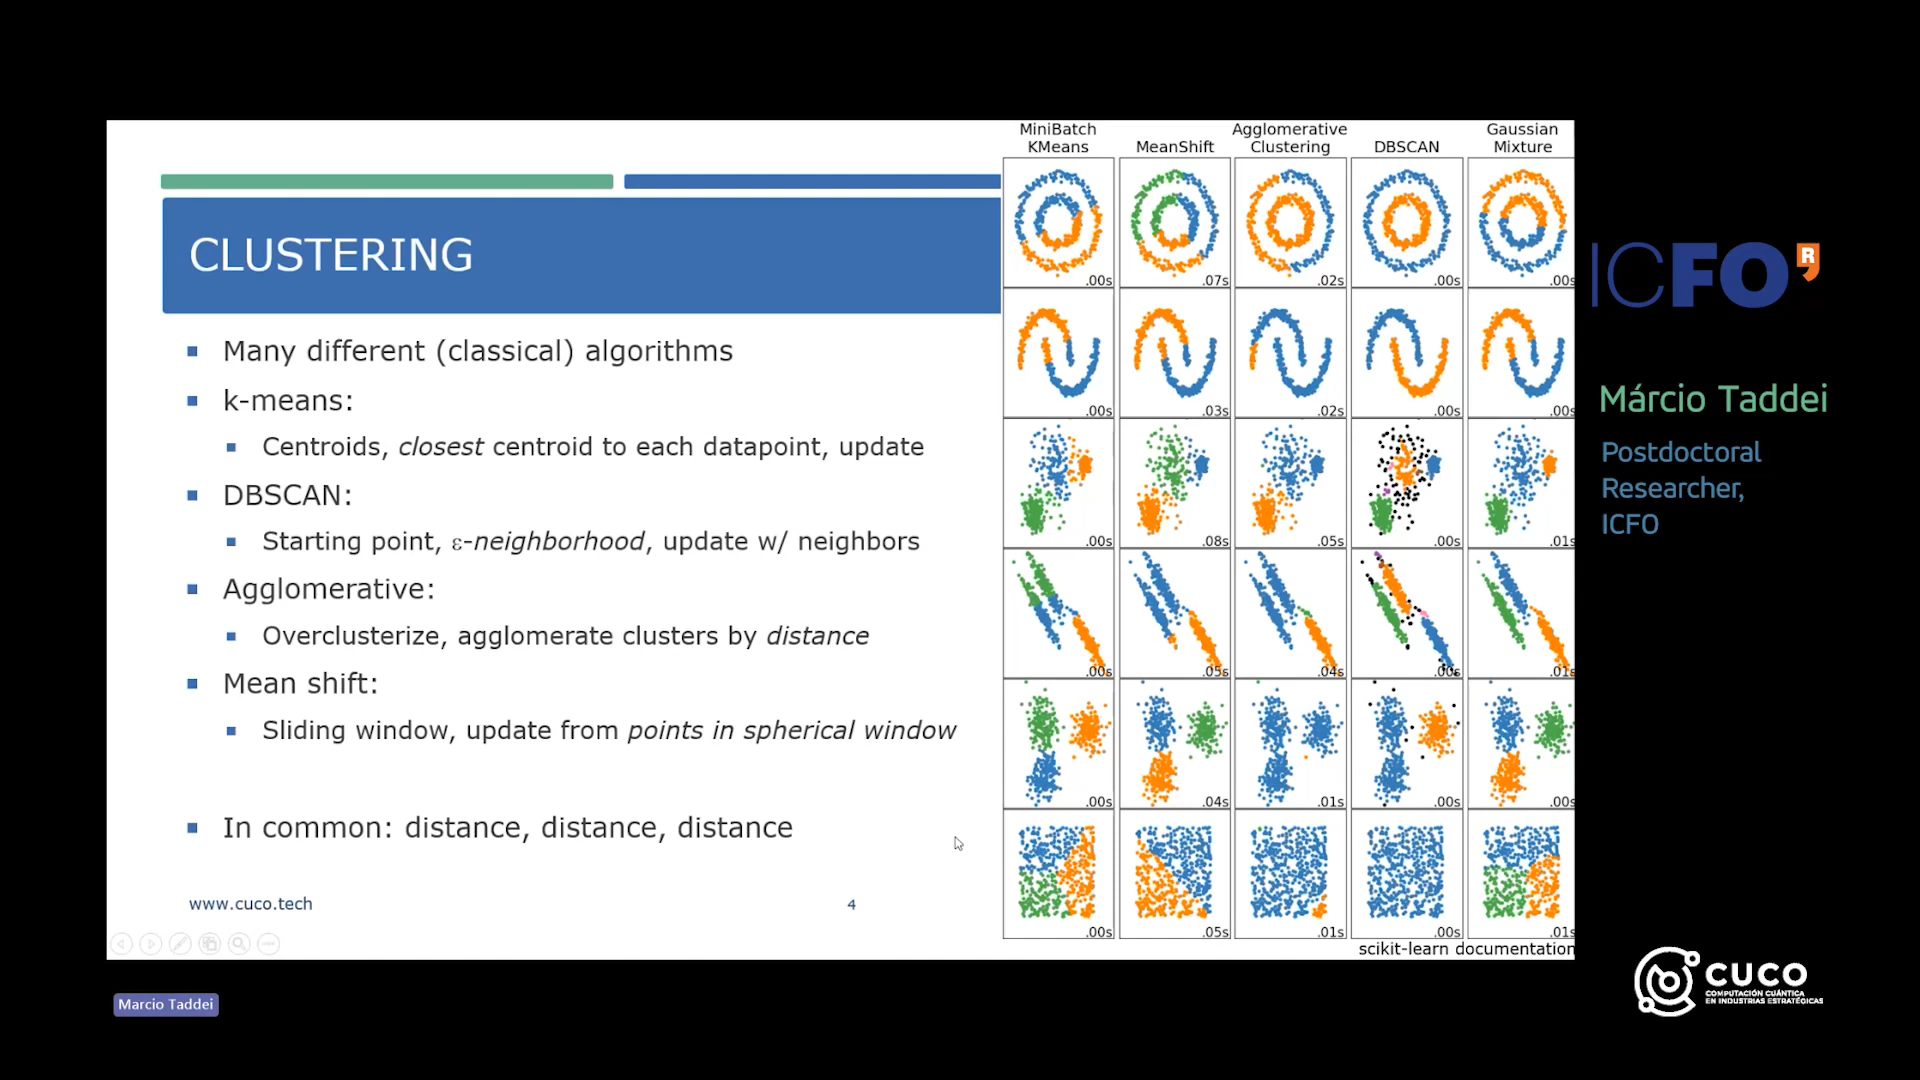 CLUSTERING
Many different (classical) algorithms
k-means:
Centroids, closest centroid to each datapoint, update
DBSCAN:
Starting point, ε-neighborhood, update w/ neighbors
Agglomerative:
Overclusterize, agglomerate clusters by distance
Mean shift:
Sliding window, update from points in spherical window
In common: distance, distance, distance
www.cuco.tech
4
MiniBatch
KMeans
MeanShift
Agglomerative
Clustering
DBSCAN
Gaussian
Mixture
.00s .07s .02s .00s .00s
.00s .03s .02s .00s .00s
.00s .08s .05s .00s .01s
.00s .05s .04s .00s .01s
.00s .04s .01s .00s .00s
.00s .05s .01s .00s .01s
scikit-learn documentation
ICFO R
Márcio Taddei
Postdoctoral
Researcher,
ICFO
CUCO
COMPUTACIÓN CUÁNTICA
EN INDUSTRIAS ESTRATÉGICAS
Marcio Taddei